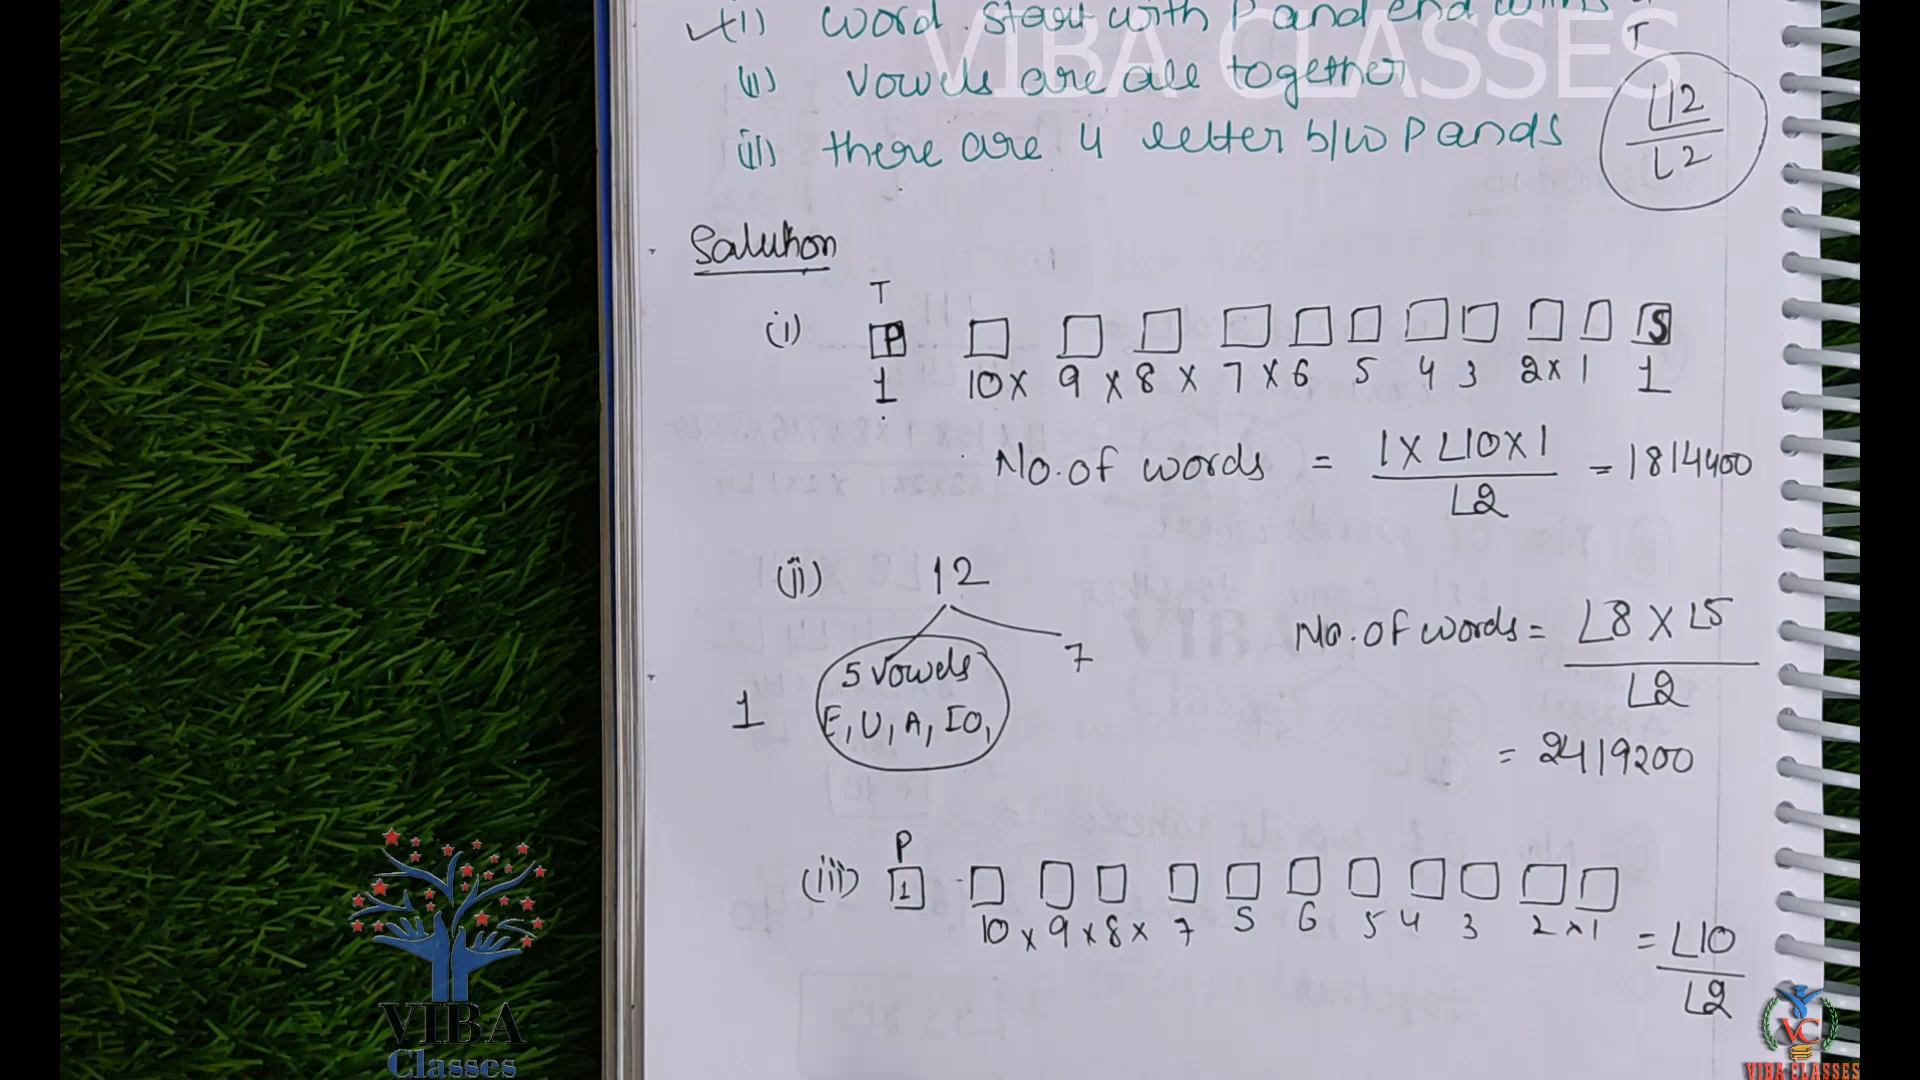 (i) word start with P and end with S
T
VIBA CLASSES
(ii) vowels are all together
(iii) there are 4 letter b/w P and S
L12
L2
Solution
T
(i) P S
1 10 × 9 × 8 × 7 × 6 5 4 3 2 × 1 1
No. of words = 1 × L10 × 1 / L2 = 1814400
(ii) 12
5 vowels 7
1 E, U, A, IO,
No. of words = L8 × L5
L2
= 2419200
P
(iii) 1
10 × 9 × 8 × 7 S 6 5 4 3 2 × 1 = L10
L2
VIBA
Classes
VC
VIBA CLASSES